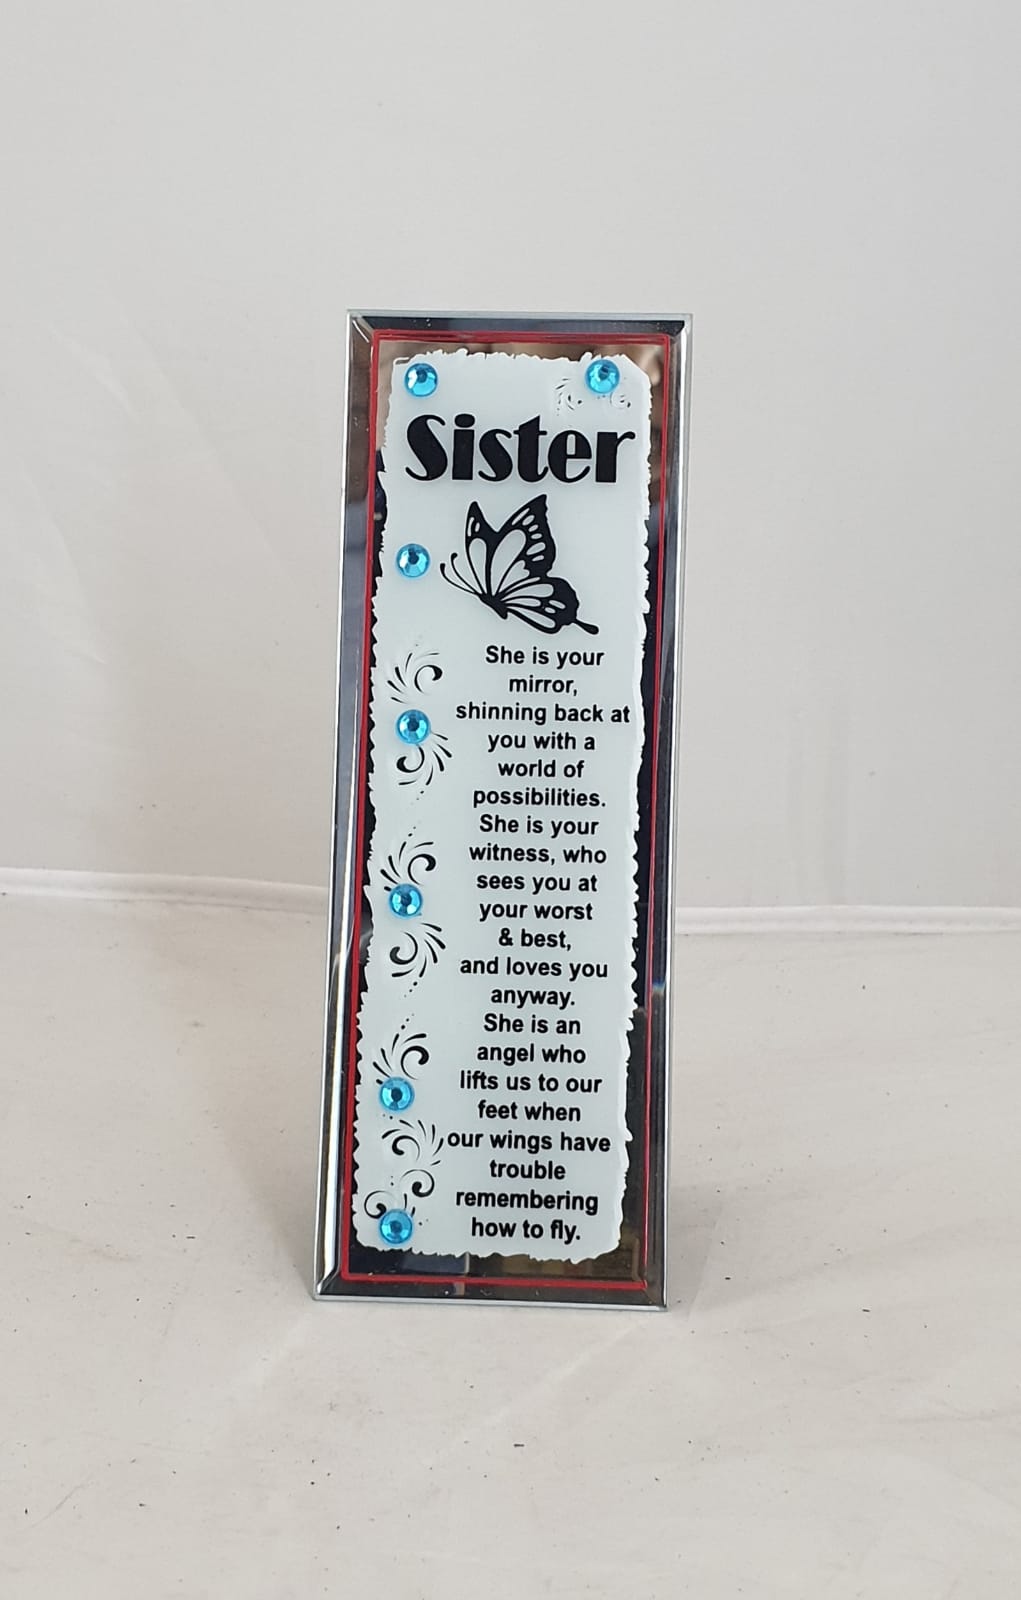 Sister
She is your
mirror,
shinning back at
you with a
world of
possibilities.
She is your
witness, who
sees you at
your worst
& best,
and loves you
anyway.
She is an
angel who
lifts us to our
feet when
our wings have
trouble
remembering
how to fly.